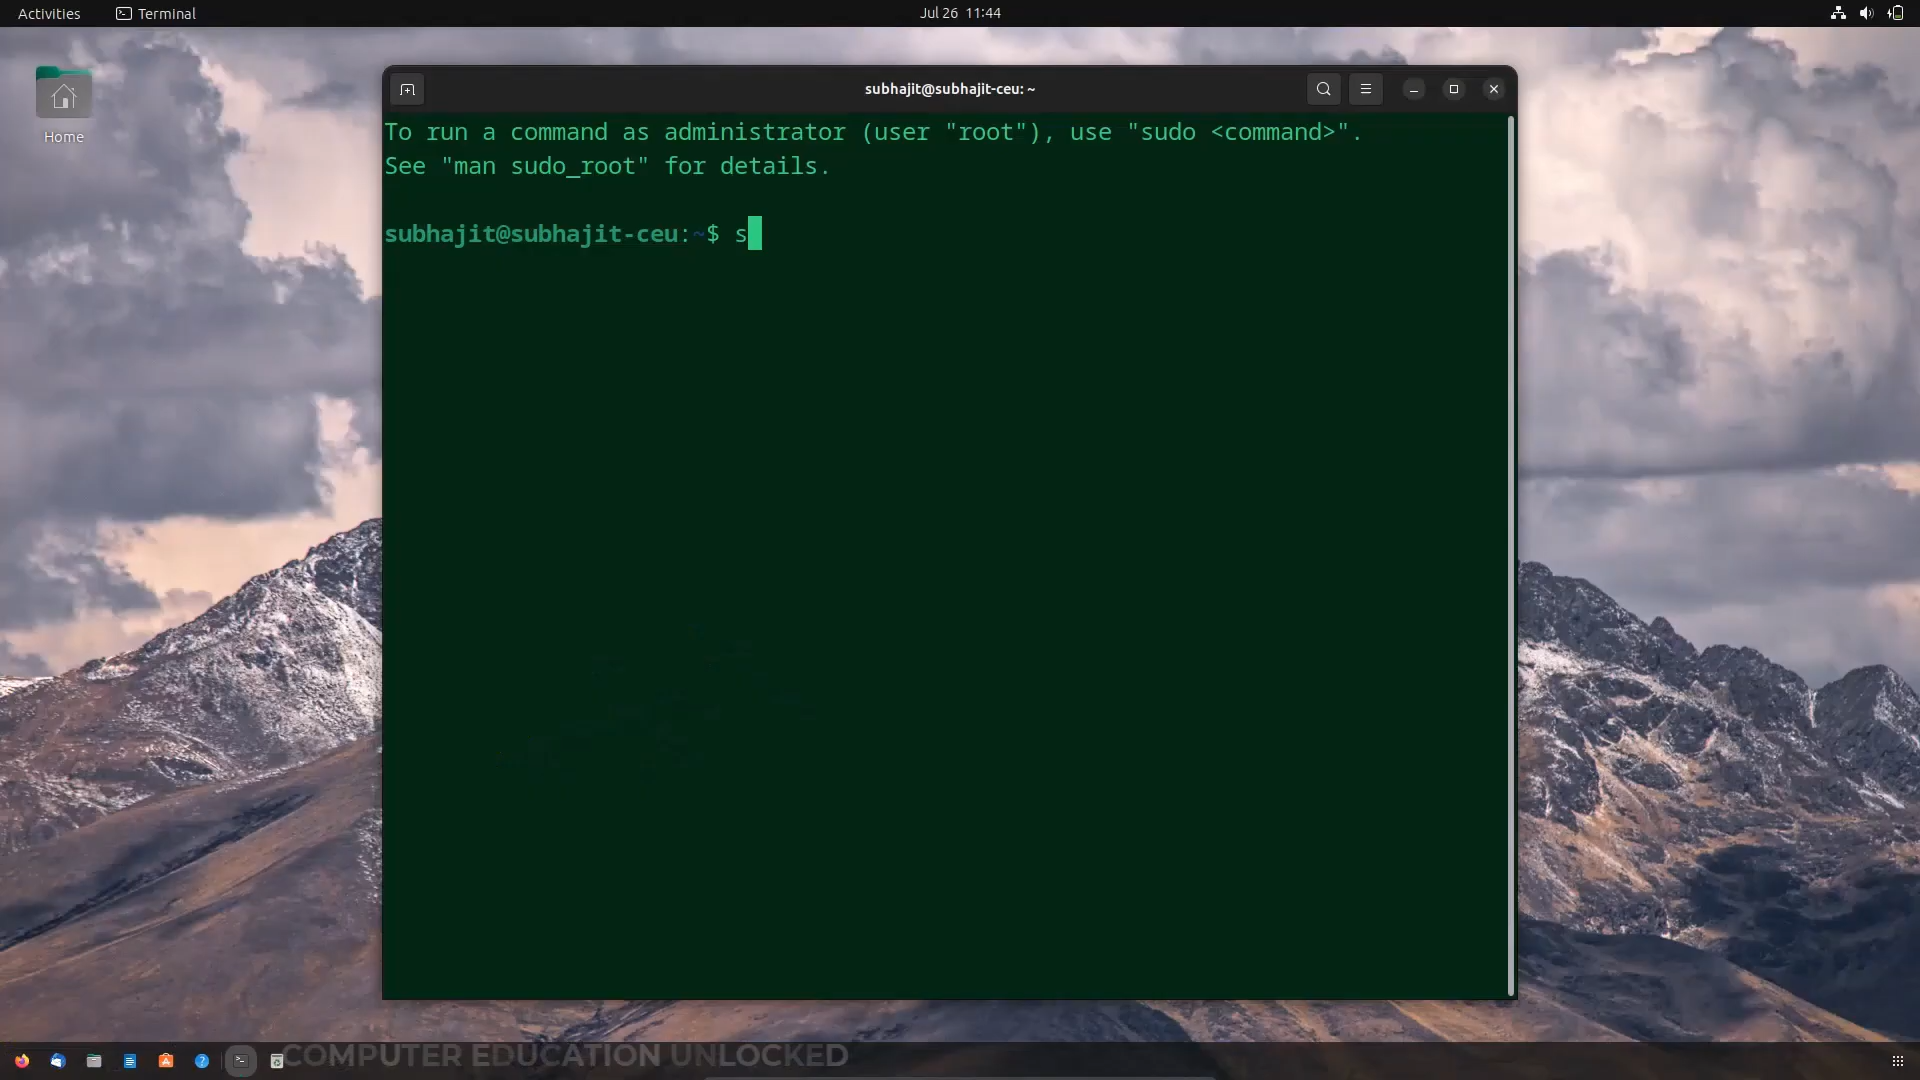 Activities
Terminal
Jul 26 11:44
Home
subhajit@subhajit-ceu: ~
To run a command as administrator (user "root"), use "sudo <command>".
See "man sudo_root" for details.
subhajit@subhajit-ceu:~$ s
COMPUTER EDUCATION UNLOCKED